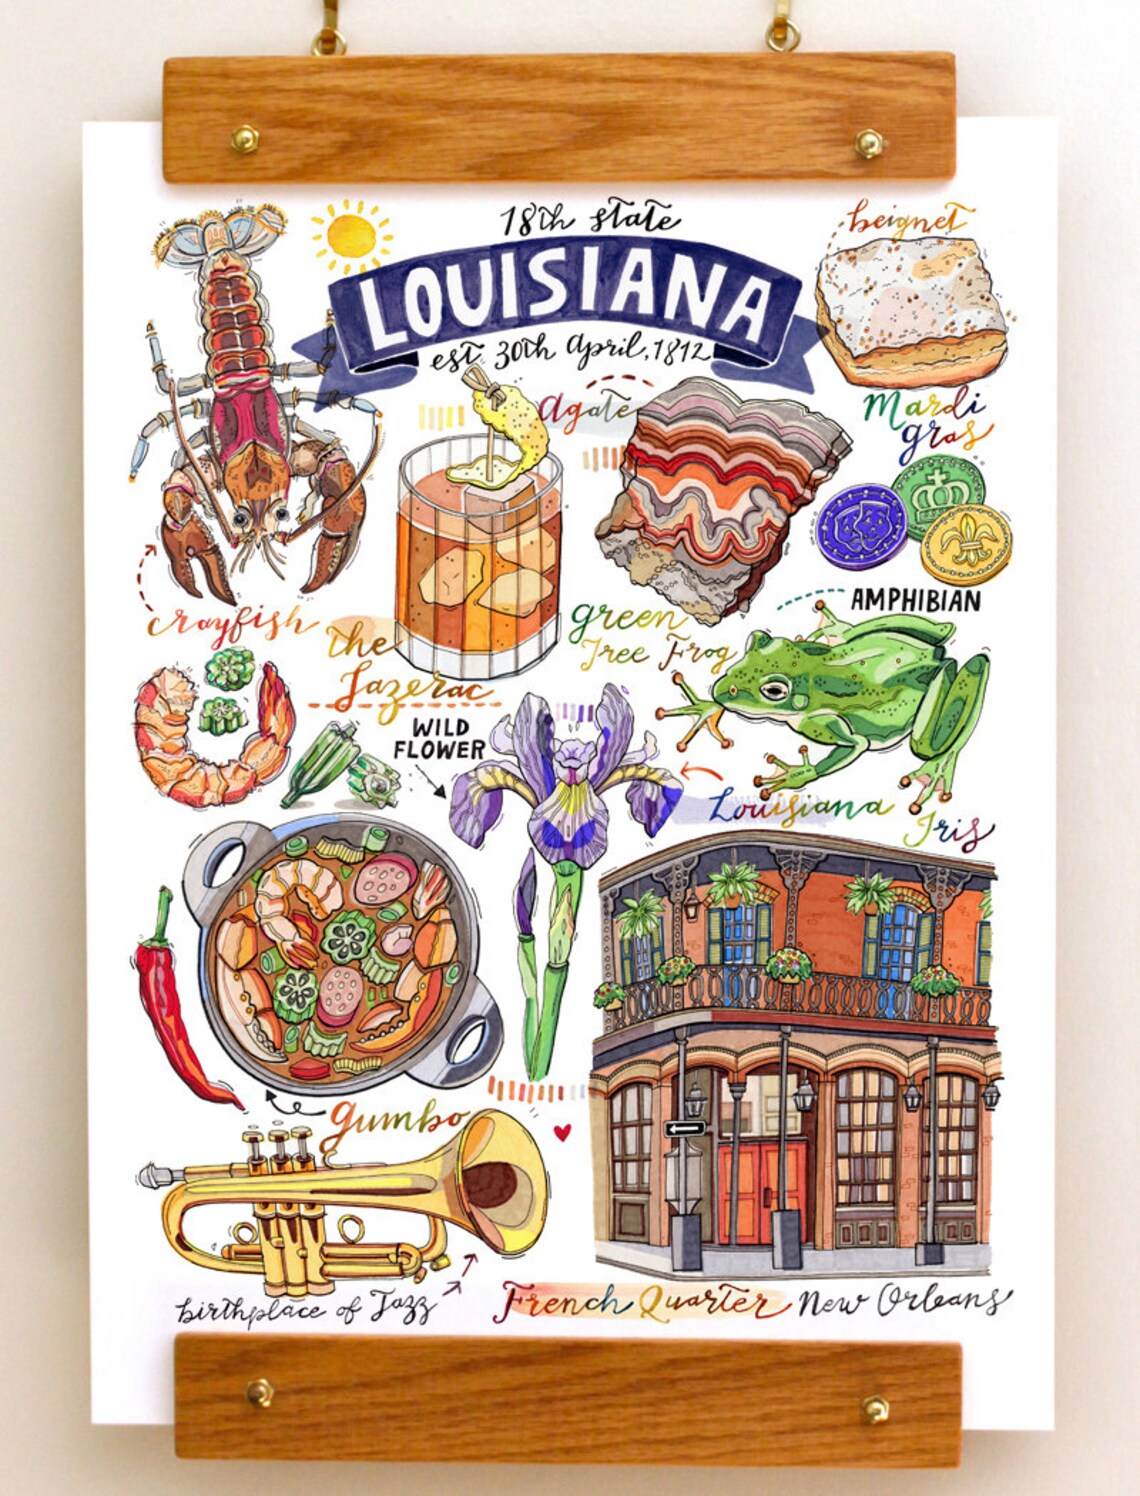 18th state
LOUISIANA
est. 30th April, 1812
beignet
Agate
Mardi
gras
crayfish
the
Sazerac
green
Tree Frog
AMPHIBIAN
WILD
FLOWER
Louisiana
Iris
gumbo
birthplace of Jazz
French Quarter New Orleans